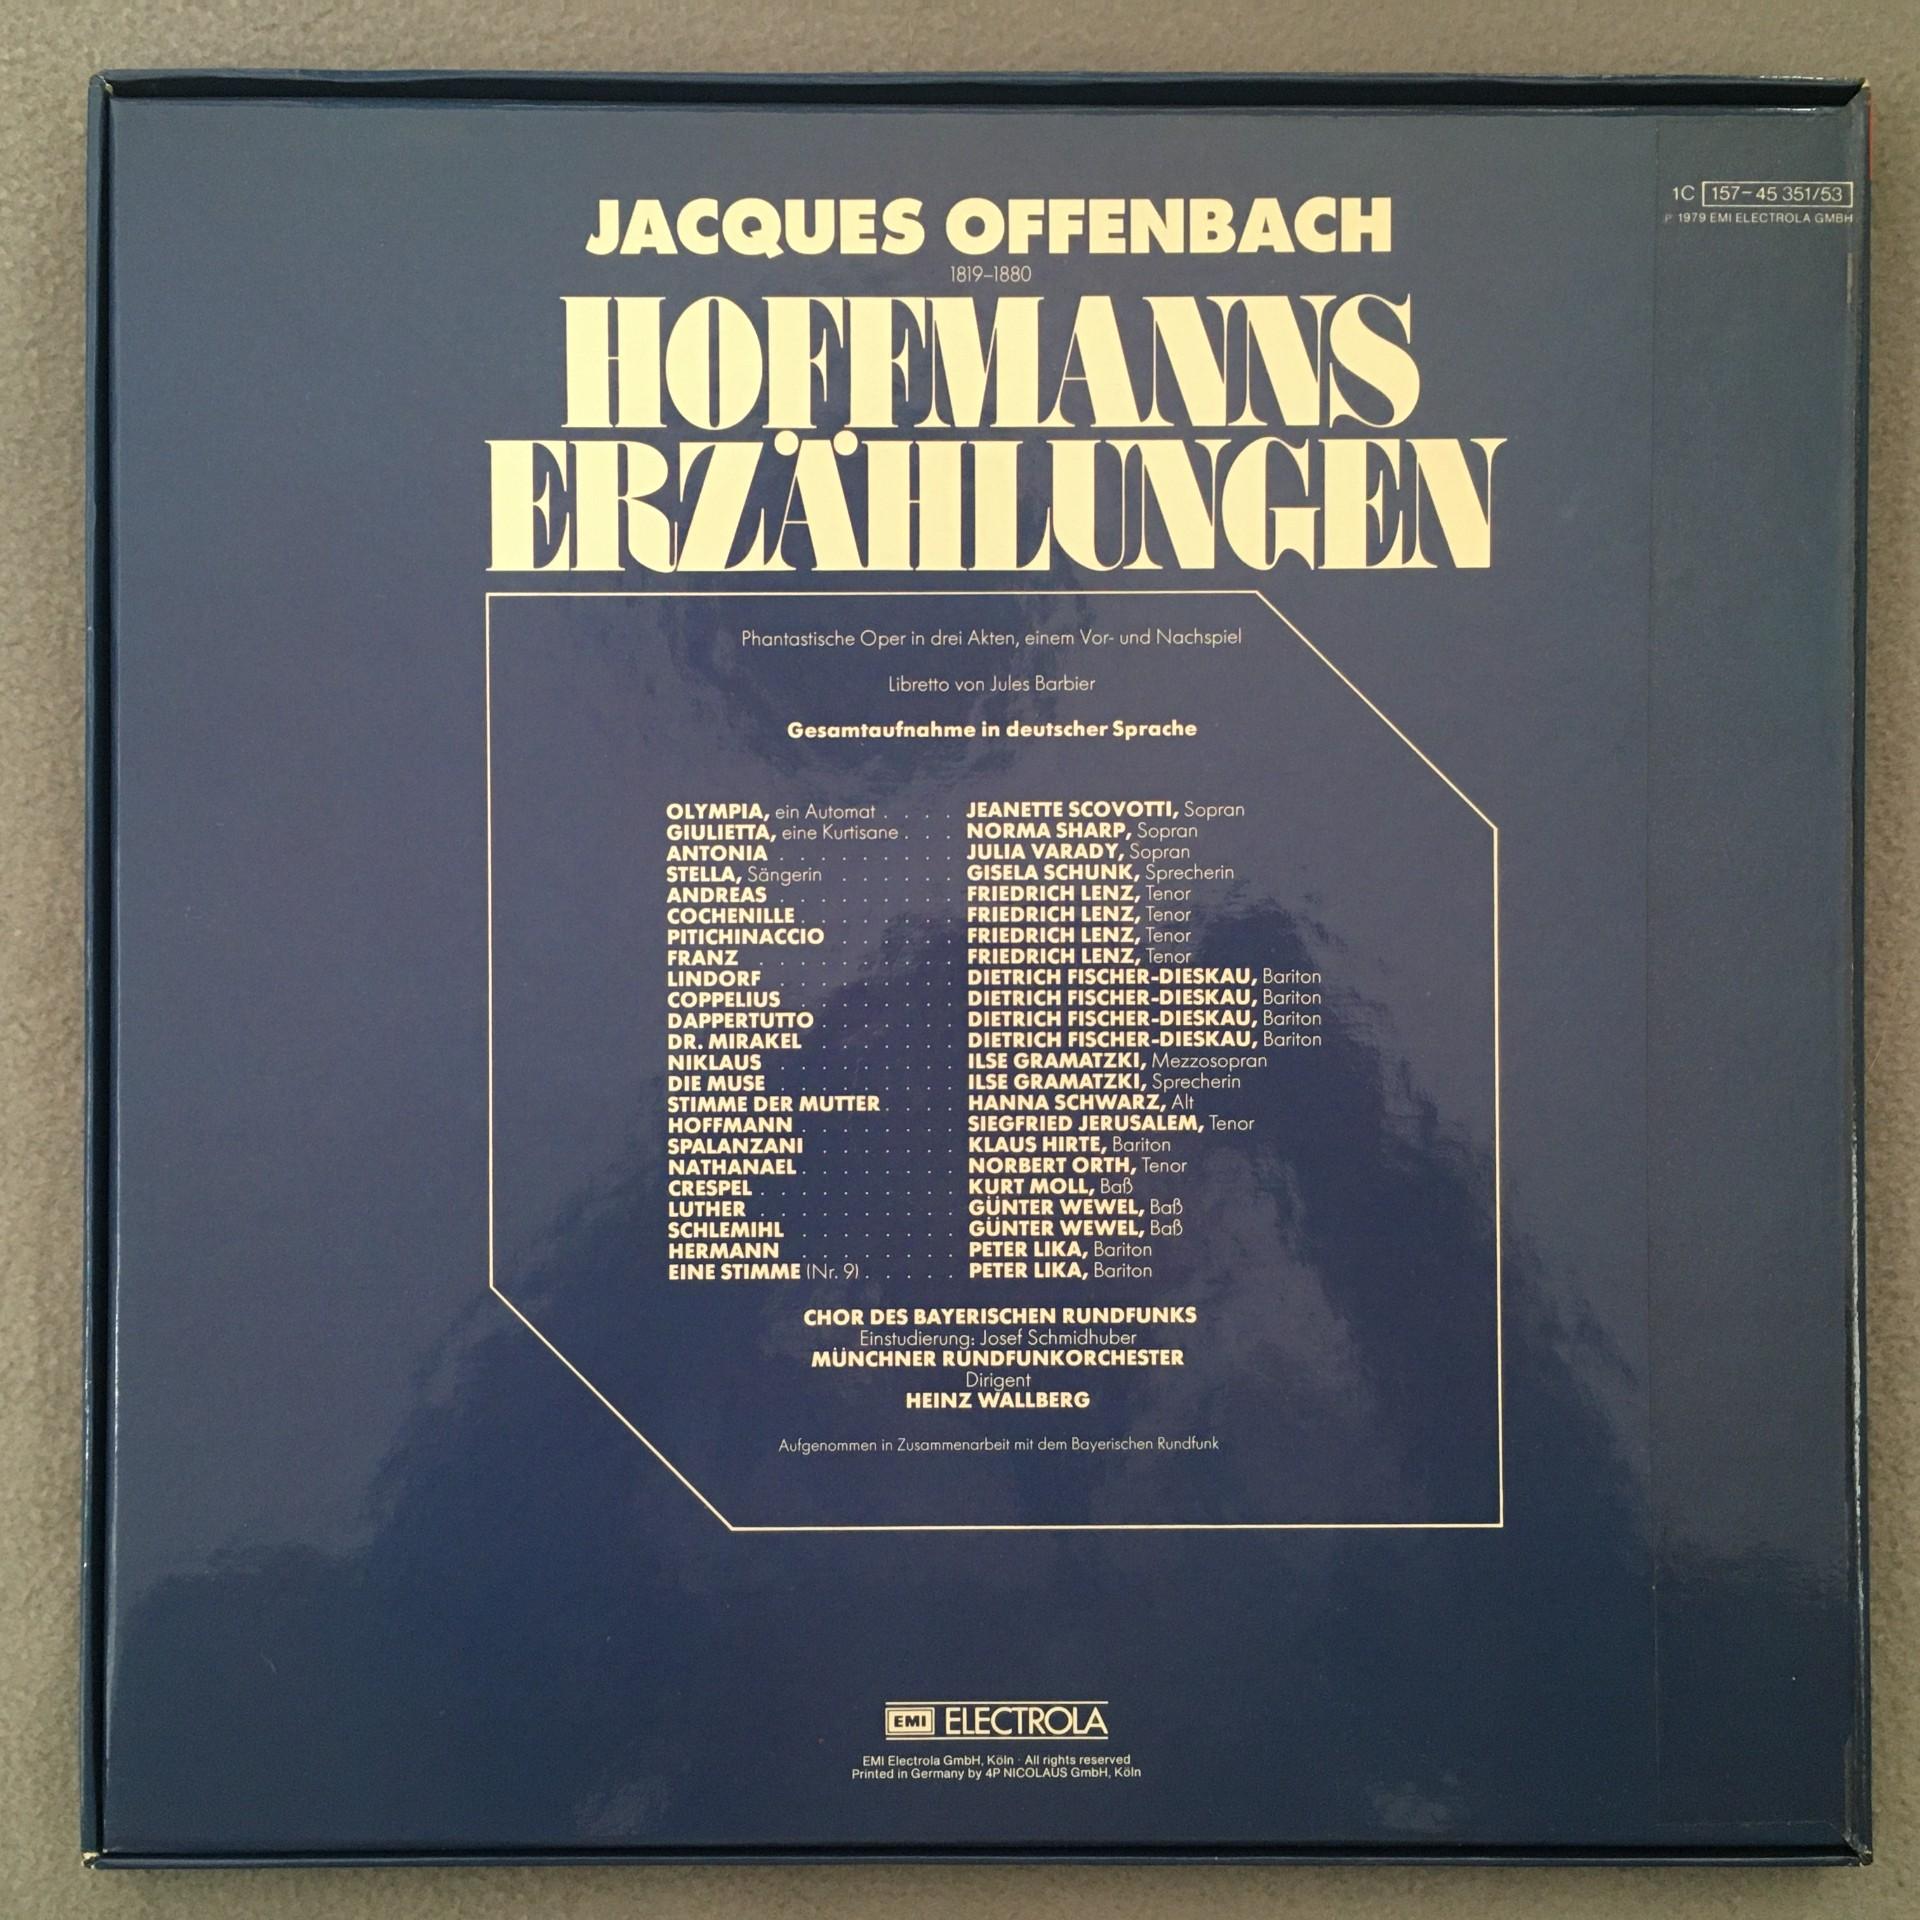 1C 157-45 351/53
℗ 1979 EMI ELECTROLA GMBH
JACQUES OFFENBACH
1819–1880
HOFFMANNS
ERZÄHLUNGEN
Phantastische Oper in drei Akten, einem Vor- und Nachspiel
Libretto von Jules Barbier
Gesamtaufnahme in deutscher Sprache
OLYMPIA, ein Automat . . . . JEANETTE SCOVOTTI, Sopran
GIULIETTA, eine Kurtisane . . . NORMA SHARP, Sopran
ANTONIA . . . . . . . . . JULIA VARADY, Sopran
STELLA, Sängerin . . . . . . GISELA SCHUNK, Sprecherin
ANDREAS . . . . . . . . . FRIEDRICH LENZ, Tenor
COCHENILLE . . . . . . . . FRIEDRICH LENZ, Tenor
PITICHINACCIO . . . . . . FRIEDRICH LENZ, Tenor
FRANZ . . . . . . . . . . FRIEDRICH LENZ, Tenor
LINDORF . . . . . . . . . DIETRICH FISCHER-DIESKAU, Bariton
COPPELIUS . . . . . . . . DIETRICH FISCHER-DIESKAU, Bariton
DAPPERTUTTO . . . . . . . DIETRICH FISCHER-DIESKAU, Bariton
DR. MIRAKEL . . . . . . . DIETRICH FISCHER-DIESKAU, Bariton
NIKLAUS . . . . . . . . . ILSE GRAMATZKI, Mezzosopran
DIE MUSE . . . . . . . . . ILSE GRAMATZKI, Sprecherin
STIMME DER MUTTER . . . . HANNA SCHWARZ, Alt
HOFFMANN . . . . . . . . SIEGFRIED JERUSALEM, Tenor
SPALANZANI . . . . . . . KLAUS HIRTE, Bariton
NATHANAEL . . . . . . . . NORBERT ORTH, Tenor
CRESPEL . . . . . . . . . . KURT MOLL, Baß
LUTHER . . . . . . . . . . GÜNTER WEWEL, Baß
SCHLEMIHL . . . . . . . . GÜNTER WEWEL, Baß
HERMANN . . . . . . . . PETER LIKA, Bariton
EINE STIMME (Nr. 9) . . . . . PETER LIKA, Bariton
CHOR DES BAYERISCHEN RUNDFUNKS
Einstudierung: Josef Schmidhuber
MÜNCHNER RUNDFUNKORCHESTER
Dirigent
HEINZ WALLBERG
Aufgenommen in Zusammenarbeit mit dem Bayerischen Rundfunk
EMI ELECTROLA
EMI Electrola GmbH, Köln · All rights reserved
Printed in Germany by 4P NICOLAUS GmbH, Köln